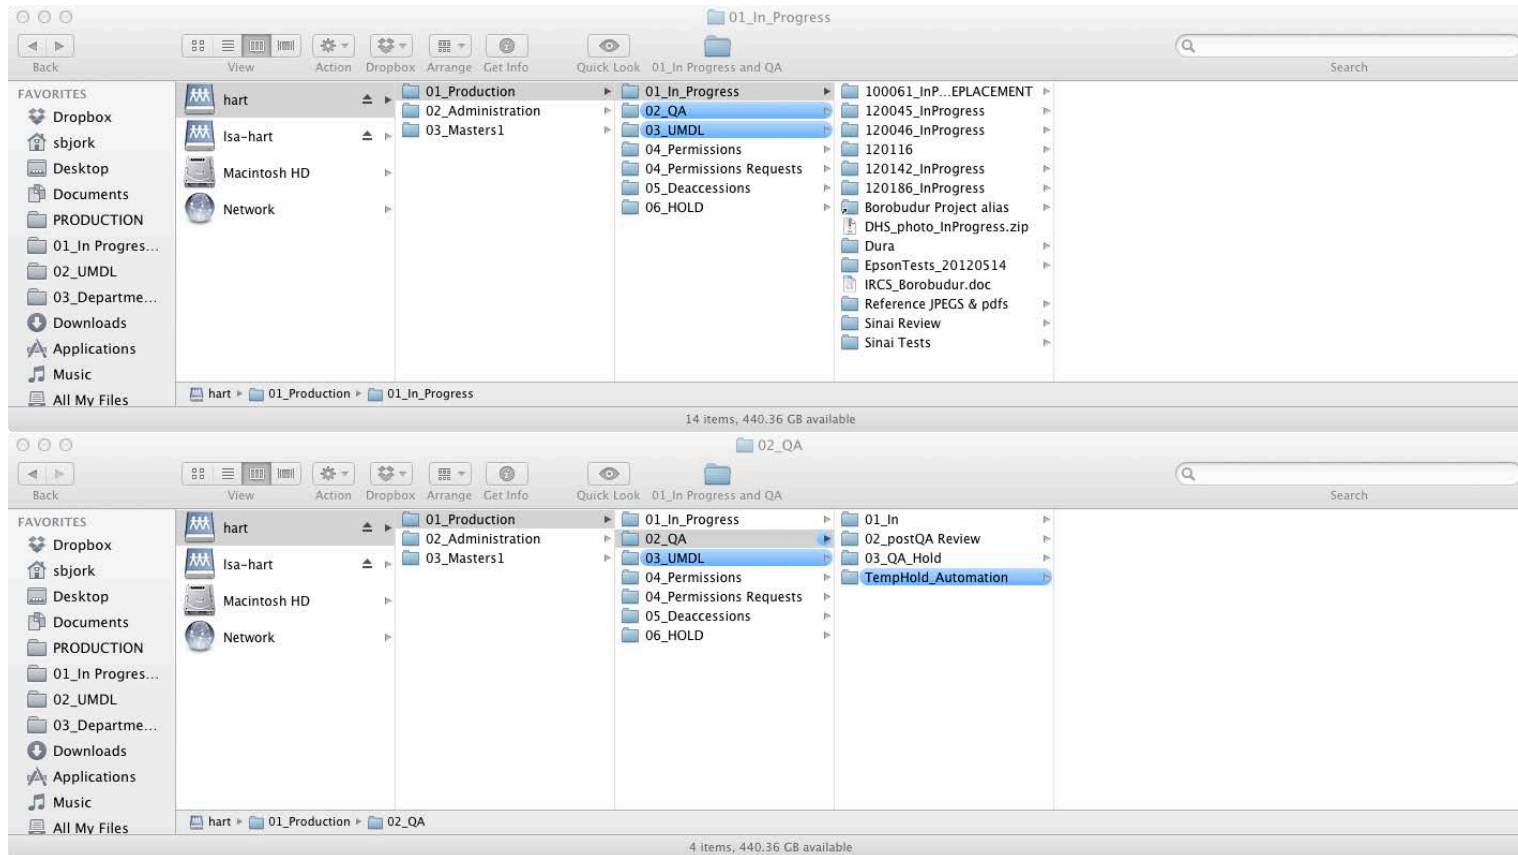 01_In_Progress
Back View Action Dropbox Arrange Get Info Quick Look 01_In Progress and QA Search
FAVORITES
Dropbox
sbjork
Desktop
Documents
PRODUCTION
01_In Progres...
02_UMDL
03_Departme...
Downloads
Applications
Music
All My Files
hart
lsa-hart
Macintosh HD
Network
01_Production
02_Administration
03_Masters1
01_In_Progress
02_QA
03_UMDL
04_Permissions
04_Permissions Requests
05_Deaccessions
06_HOLD
100061_InP...EPLACEMENT
120045_InProgress
120046_InProgress
120116
120142_InProgress
120186_InProgress
Borobudur Project alias
DHS_photo_InProgress.zip
Dura
EpsonTests_20120514
IRCS_Borobudur.doc
Reference JPEGS & pdfs
Sinai Review
Sinai Tests
hart 01_Production 01_In_Progress
14 items, 440.36 GB available
02_QA
Back View Action Dropbox Arrange Get Info Quick Look 01_In Progress and QA Search
FAVORITES
Dropbox
sbjork
Desktop
Documents
PRODUCTION
01_In Progres...
02_UMDL
03_Departme...
Downloads
Applications
Music
All My Files
hart
lsa-hart
Macintosh HD
Network
01_Production
02_Administration
03_Masters1
01_In_Progress
02_QA
03_UMDL
04_Permissions
04_Permissions Requests
05_Deaccessions
06_HOLD
01_In
02_postQA Review
03_QA_Hold
TempHold_Automation
hart 01_Production 02_QA
4 items, 440.36 GB available